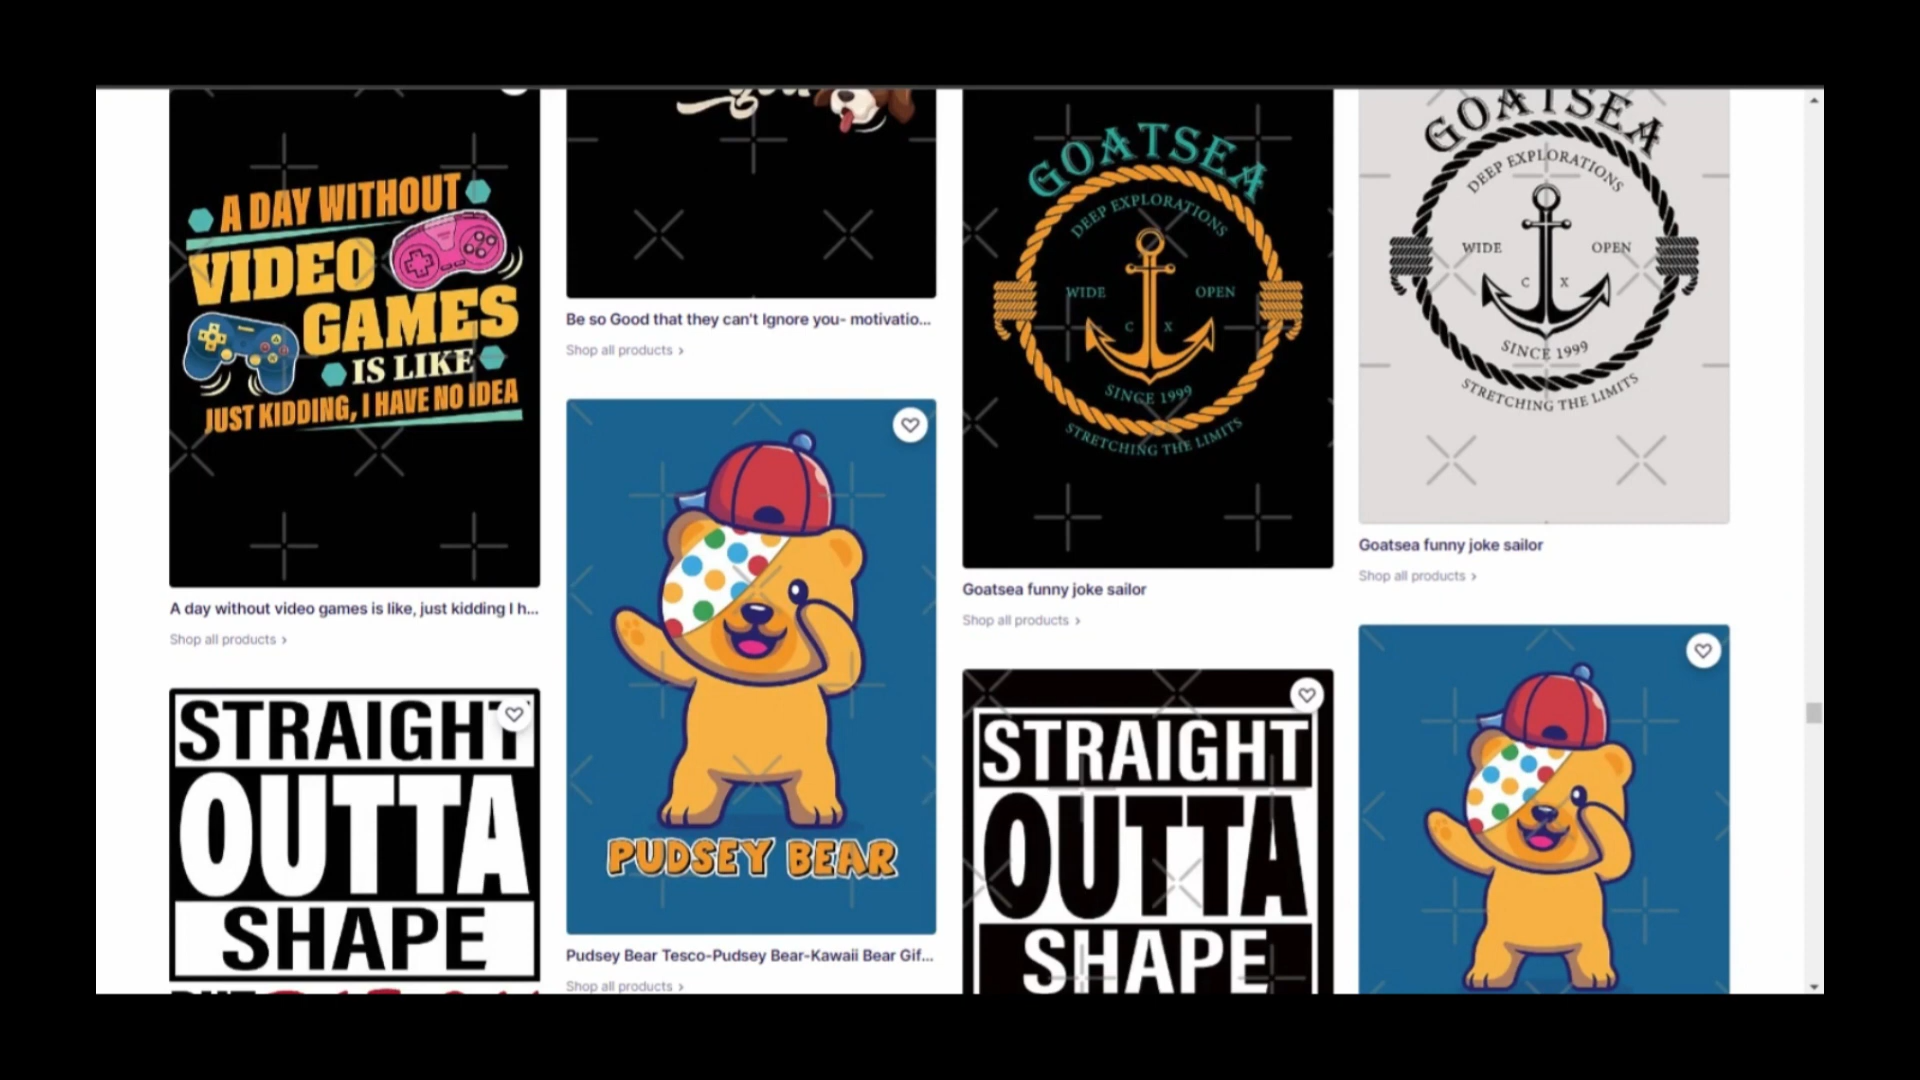 A DAY WITHOUT
VIDEO
GAMES
IS LIKE
JUST KIDDING, I HAVE NO IDEA
A day without video games is like, just kidding I h...
Shop all products ›
STRAIGHT
OUTTA
SHAPE
Be so Good that they can't Ignore you- motivatio...
Shop all products ›
PUDSEY BEAR
Pudsey Bear Tesco-Pudsey Bear-Kawaii Bear Gif...
Shop all products ›
GOATSEA
DEEP EXPLORATIONS
WIDE OPEN
C X
SINCE 1999
STRETCHING THE LIMITS
Goatsea funny joke sailor
Shop all products ›
STRAIGHT
OUTTA
SHAPE
GOATSEA
DEEP EXPLORATIONS
WIDE OPEN
C X
SINCE 1999
STRETCHING THE LIMITS
Goatsea funny joke sailor
Shop all products ›